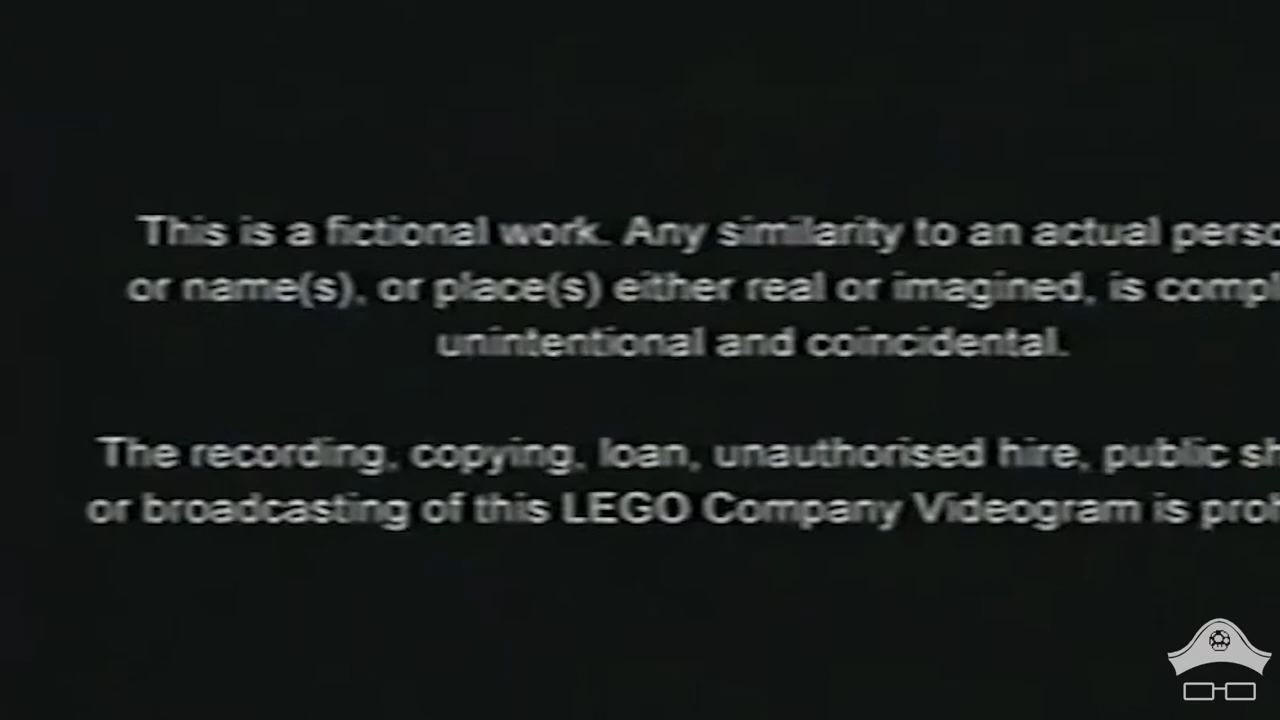 This is a fictional work. Any similarity to an actual perso
or name(s), or place(s) either real or imagined, is compl
unintentional and coincidental.
The recording, copying, loan, unauthorised hire, public sh
or broadcasting of this LEGO Company Videogram is proh